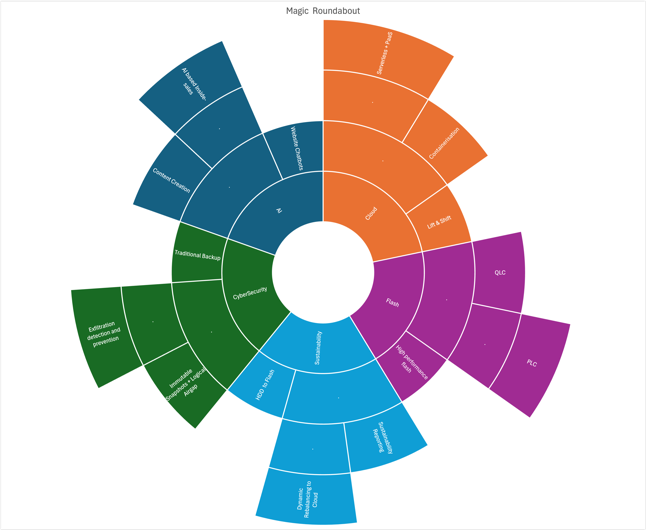 Magic Roundabout
Serverless + PaaS
.
Containerisation
.
Lift & Shift
Cloud
QLC
.
PLC
.
Flash
High performance
flash
Sustainability
.
Sustainability
Reporting
.
Dynamic
Rebalancing to
Cloud
HDD to Flash
CyberSecurity
.
Immutable
Snapshots + Logical
Airgap
.
Exfiltration
detection and
prevention
Traditional Backup
AI
.
Content Creation
.
AI based Inside-
sales
Website Chatbots